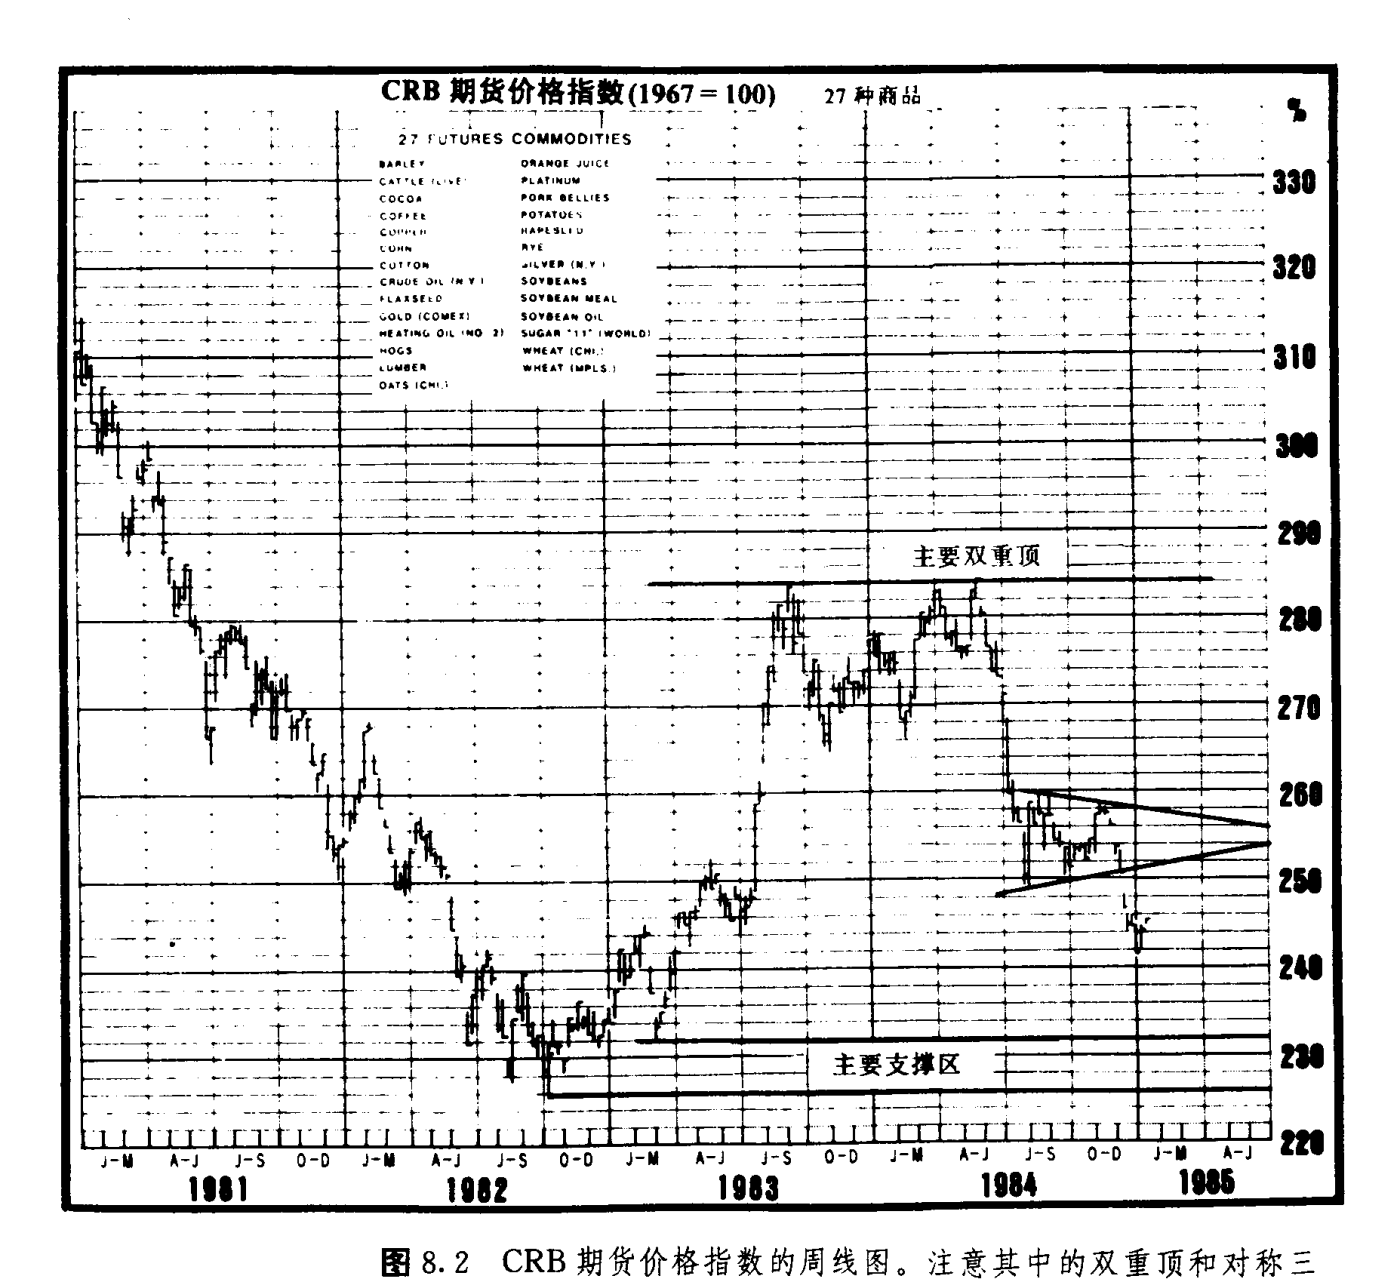 CRB 期货价格指数(1967=100) 27 种商品
%
27 FUTURES COMMODITIES
BARLEY ORANGE JUICE
CATTLE (LIVE) PLATINUM
COCOA PORK BELLIES
COFFEE POTATOES
COPPER RAPESEED
CORN RYE
COTTON SILVER (N.Y.)
CRUDE OIL (N.Y.) SOYBEANS
FLAXSEED SOYBEAN MEAL
GOLD (COMEX) SOYBEAN OIL
HEATING OIL (NO. 2) SUGAR "11" (WORLD)
HOGS WHEAT (CHI.)
LUMBER WHEAT (MPLS.)
OATS (CHI.)
330
320
310
300
290
主要双重顶
280
270
260
250
240
230
主要支撑区
220
J-M A-J J-S O-D J-M A-J J-S O-D J-M A-J J-S O-D J-M A-J J-S O-D J-M A-J
1981 1982 1983 1984 1985
图 8.2 CRB 期货价格指数的周线图。注意其中的双重顶和对称三